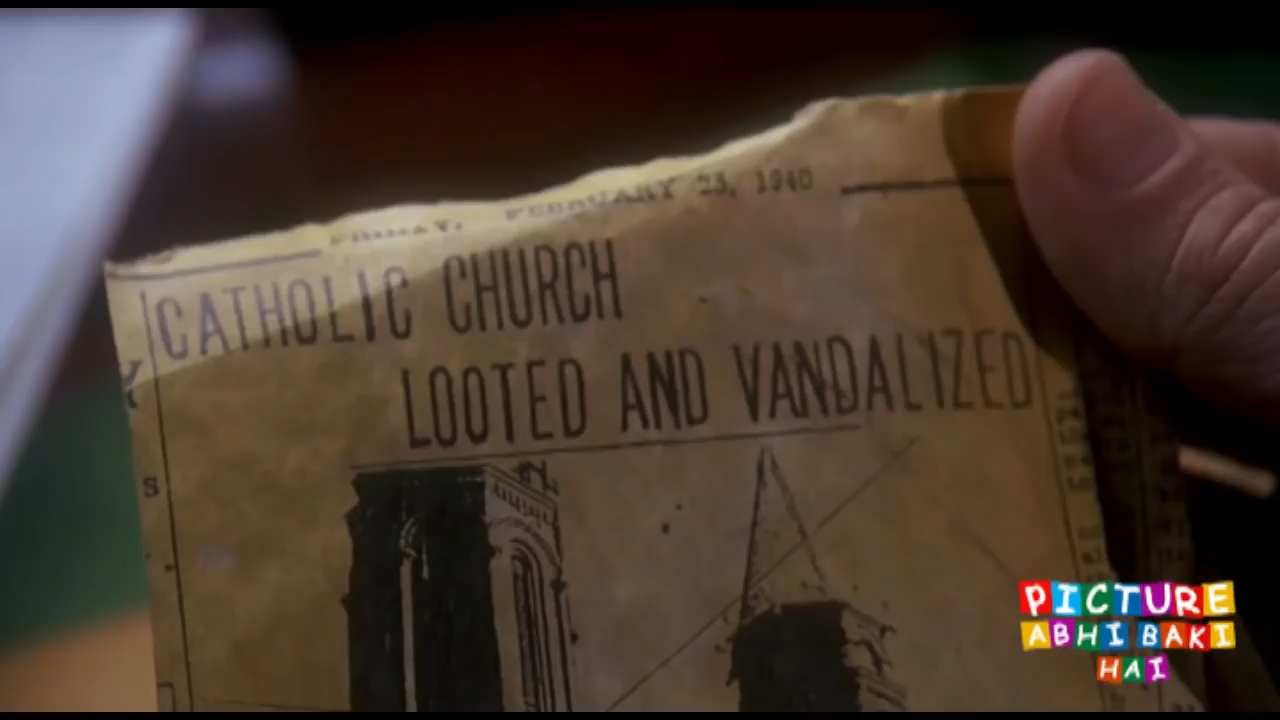 FRIDAY, FEBRUARY 23, 1940
CATHOLIC CHURCH
LOOTED AND VANDALIZED
S
PICTURE
ABHI BAKI
HAI